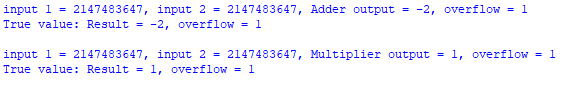 input 1 = 2147483647, input 2 = 2147483647, Adder output = -2, overflow = 1
True value: Result = -2, overflow = 1
input 1 = 2147483647, input 2 = 2147483647, Multiplier output = 1, overflow = 1
True value: Result = 1, overflow = 1